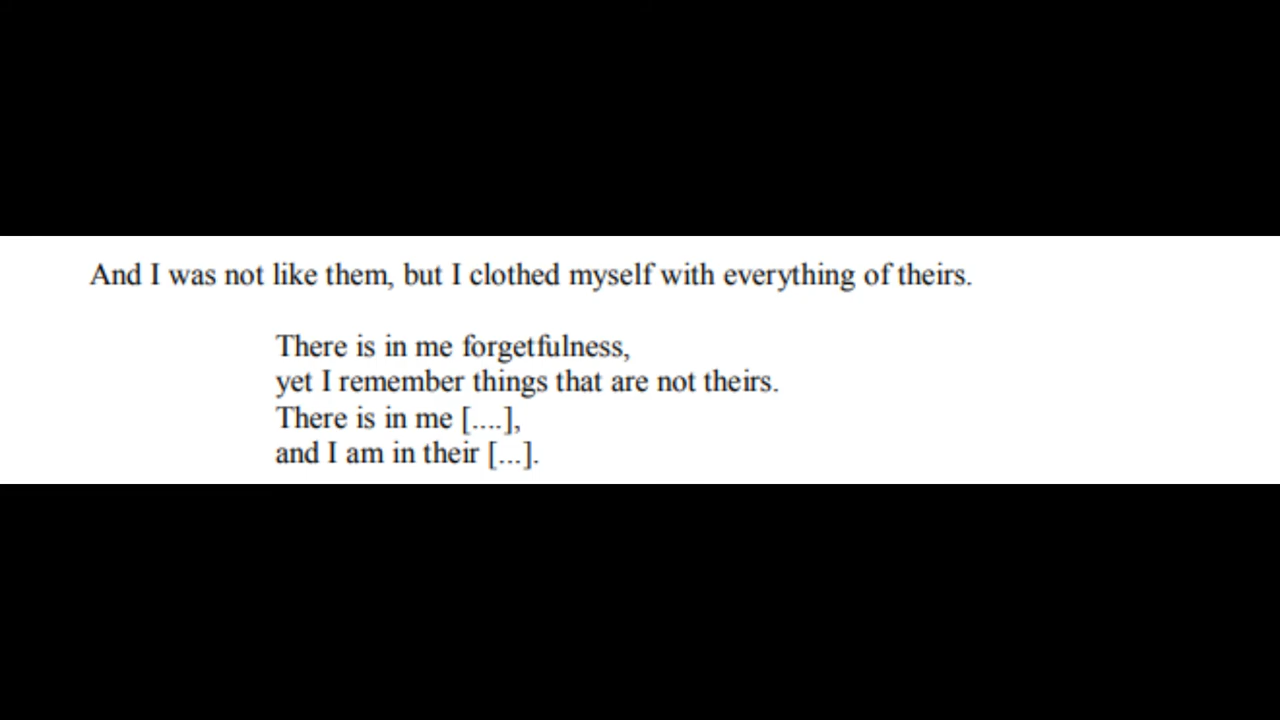 And I was not like them, but I clothed myself with everything of theirs.
There is in me forgetfulness,
yet I remember things that are not theirs.
There is in me [....],
and I am in their [...].